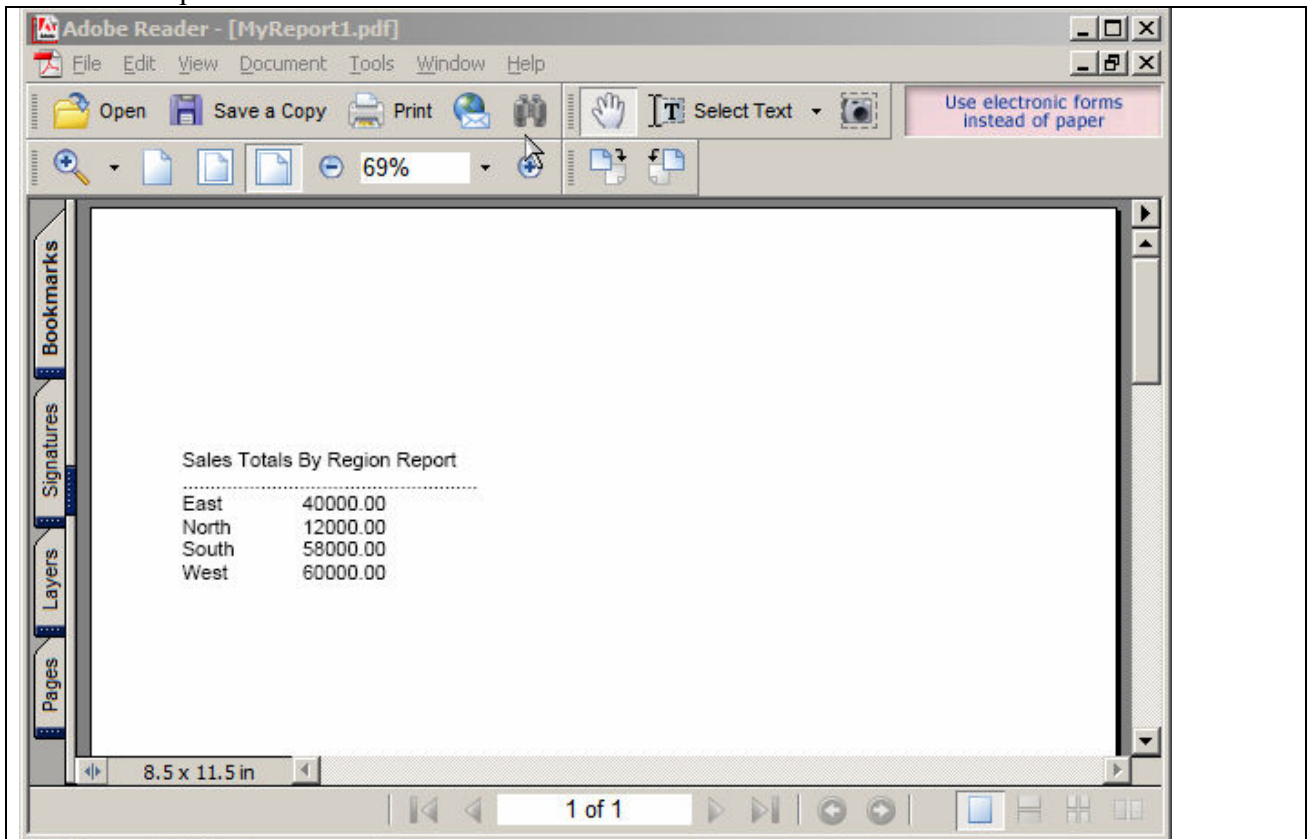 Adobe Reader - [MyReport1.pdf]
File Edit View Document Tools Window Help
Open Save a Copy Print Select Text Use electronic forms
instead of paper
69%
Bookmarks
Signatures
Layers
Pages
Sales Totals By Region Report
East 40000.00
North 12000.00
South 58000.00
West 60000.00
8.5 x 11.5 in
1 of 1